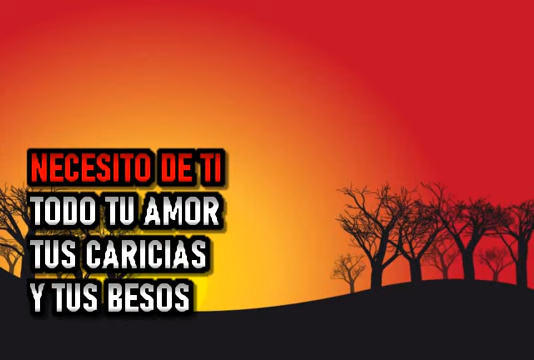 NECESITO DE TI
TODO TU AMOR
TUS CARICIAS
Y TUS BESOS